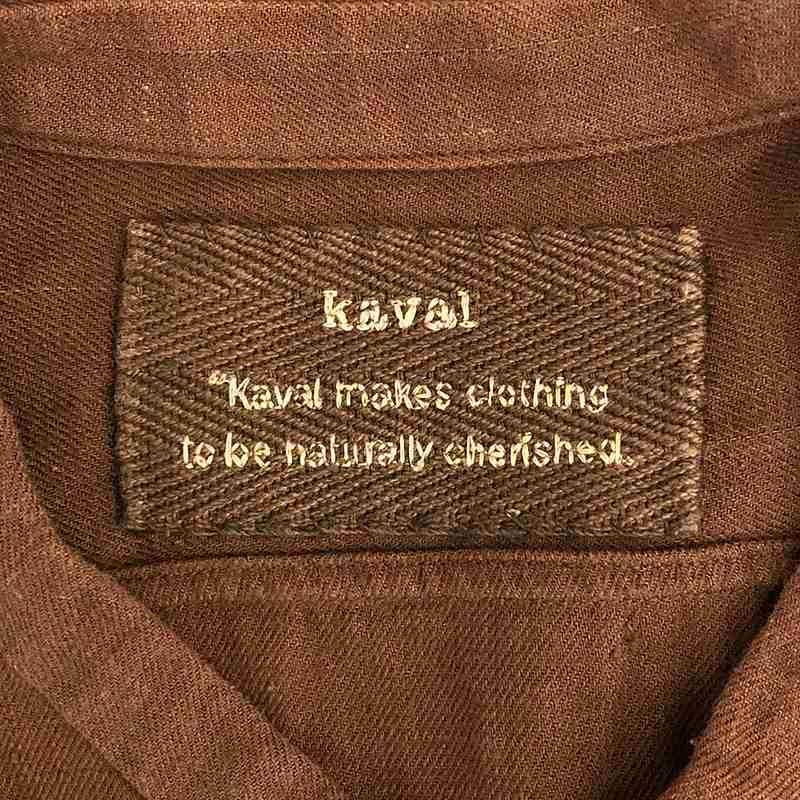 kaval
“Kaval makes clothing
to be naturally cherished.